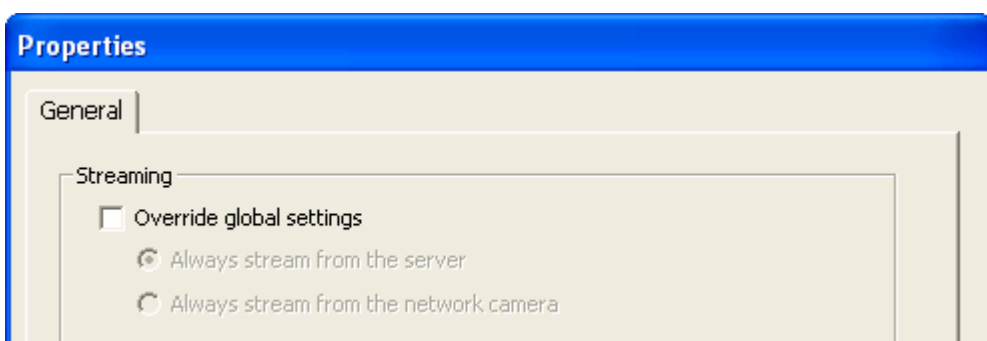 Properties
General
Streaming
Override global settings
Always stream from the server
Always stream from the network camera